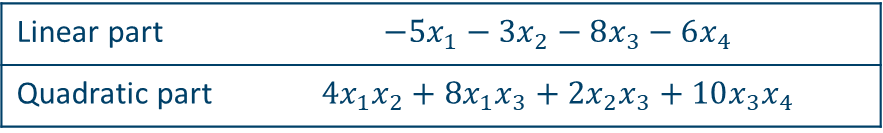 Linear part −5x₁ − 3x₂ − 8x₃ − 6x₄
Quadratic part 4x₁x₂ + 8x₁x₃ + 2x₂x₃ + 10x₃x₄